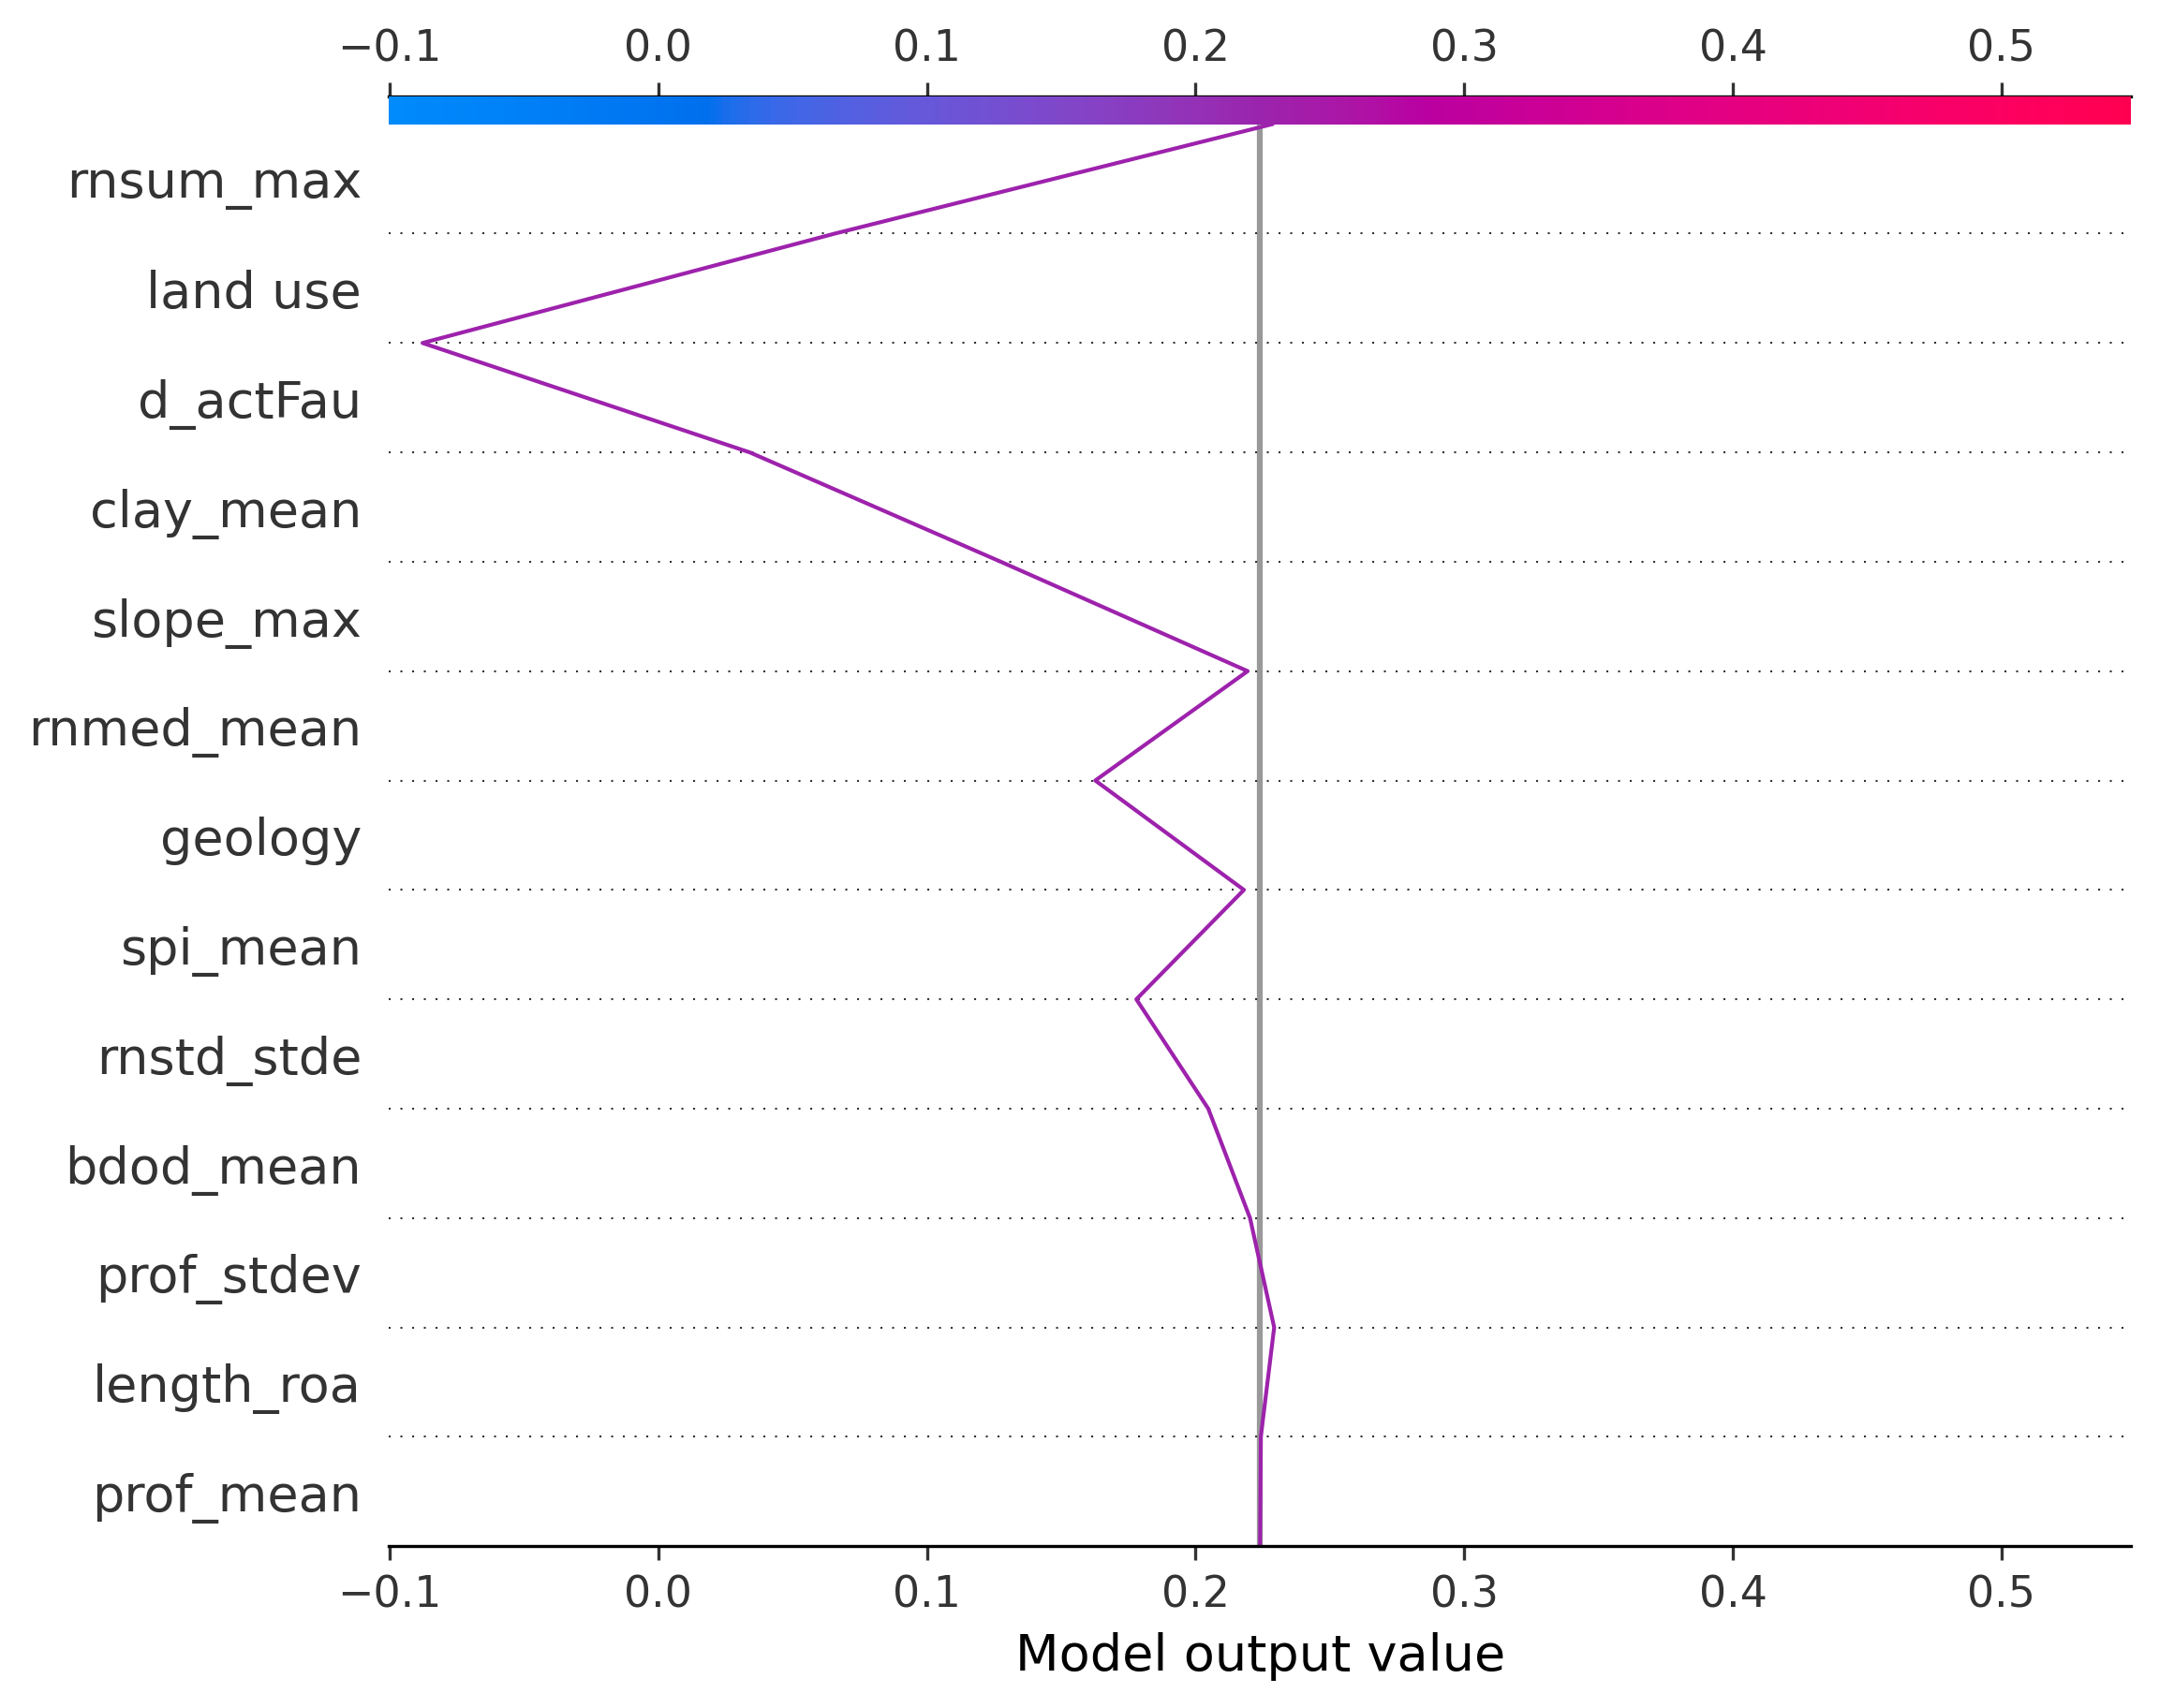 −0.1 0.0 0.1 0.2 0.3 0.4 0.5
rnsum_max
land use
d_actFau
clay_mean
slope_max
rnmed_mean
geology
spi_mean
rnstd_stde
bdod_mean
prof_stdev
length_roa
prof_mean
−0.1 0.0 0.1 0.2 0.3 0.4 0.5
Model output value